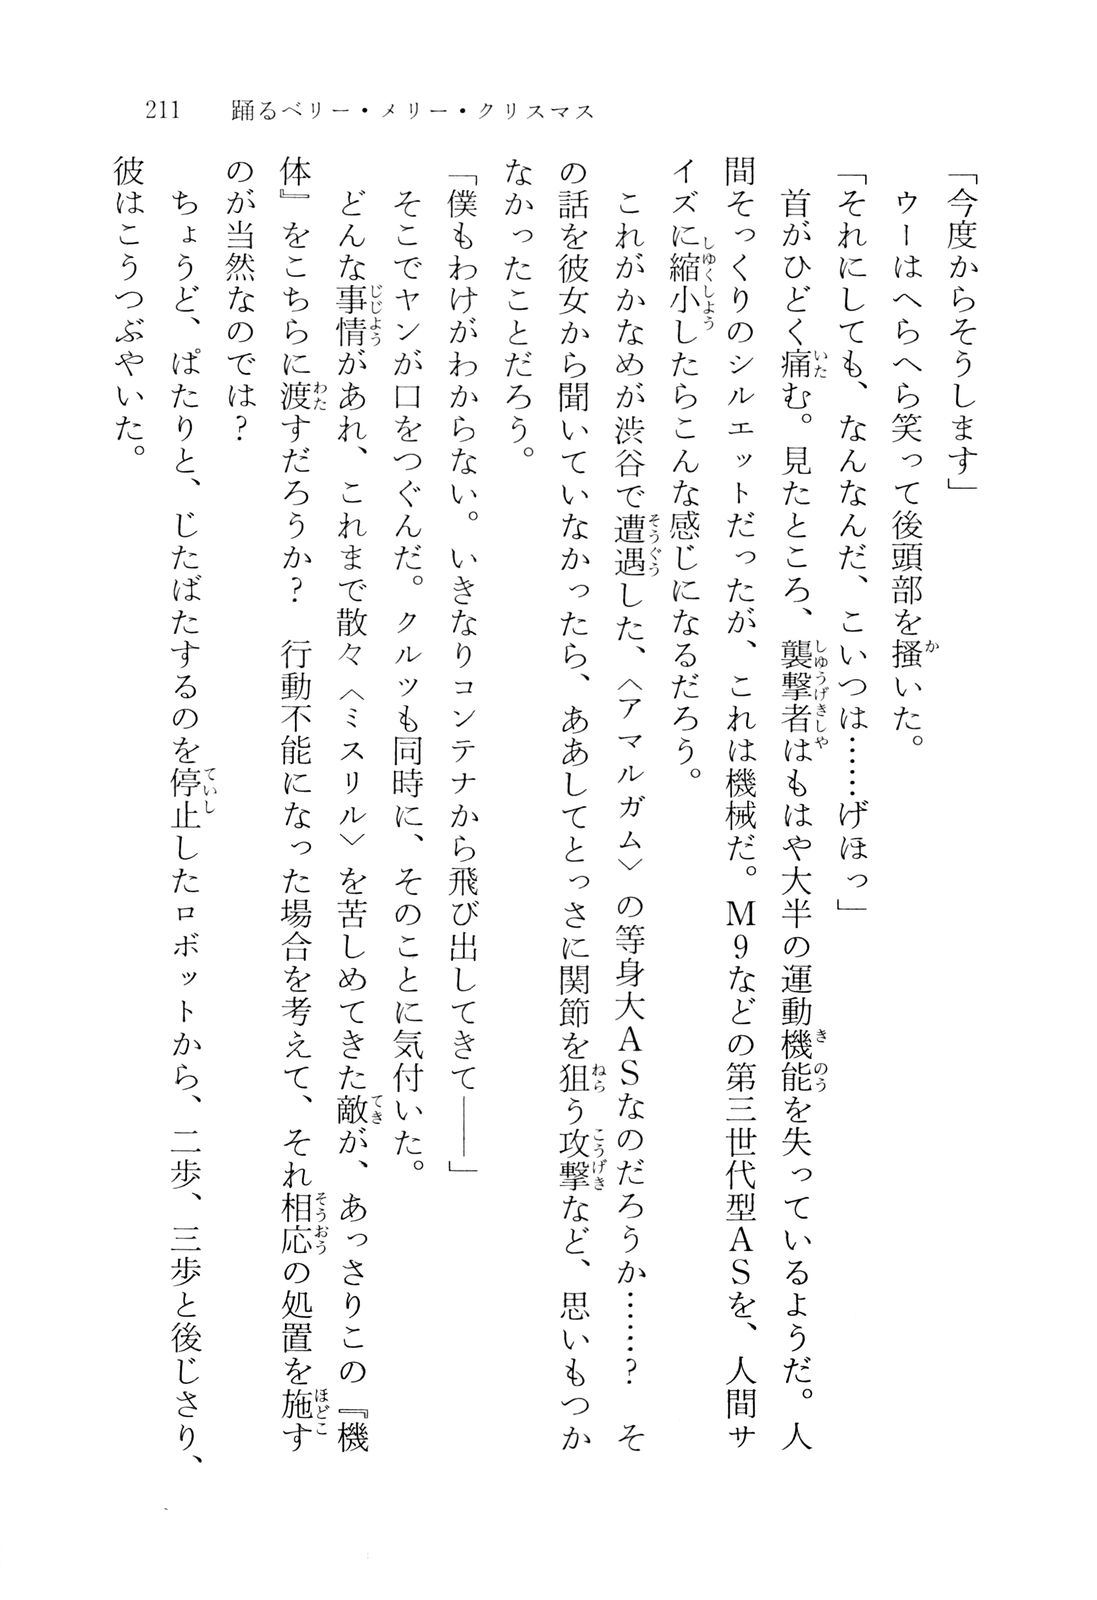 211　踊るベリー・メリー・クリスマス
「今度からそうします」
　ウーはへらへら笑って後頭部を掻いた。
「それにしても、なんなんだ、こいつは……げほっ」
　首がひどく痛む。見たところ、襲撃者はもはや大半の運動機能を失っているようだ。人
間そっくりのシルエットだったが、これは機械だ。M9などの第三世代型ASを、人間サ
イズに縮小したらこんな感じになるだろう。
　これがかなめが渋谷で遭遇した、〈アマルガム〉の等身大ASなのだろうか……？　そ
の話を彼女から聞いていなかったら、ああしてとっさに関節を狙う攻撃など、思いもつか
なかったことだろう。
「僕もわけがわからない。いきなりコンテナから飛び出してきて――」
　そこでヤンが口をつぐんだ。クルツも同時に、そのことに気付いた。
　どんな事情があれ、これまで散々〈ミスリル〉を苦しめてきた敵が、あっさりこの『機
体』をこちらに渡すだろうか？　行動不能になった場合を考えて、それ相応の処置を施す
のが当然なのでは？
　ちょうど、ぱたりと、じたばたするのを停止したロボットから、二歩、三歩と後じさり、
彼はこうつぶやいた。